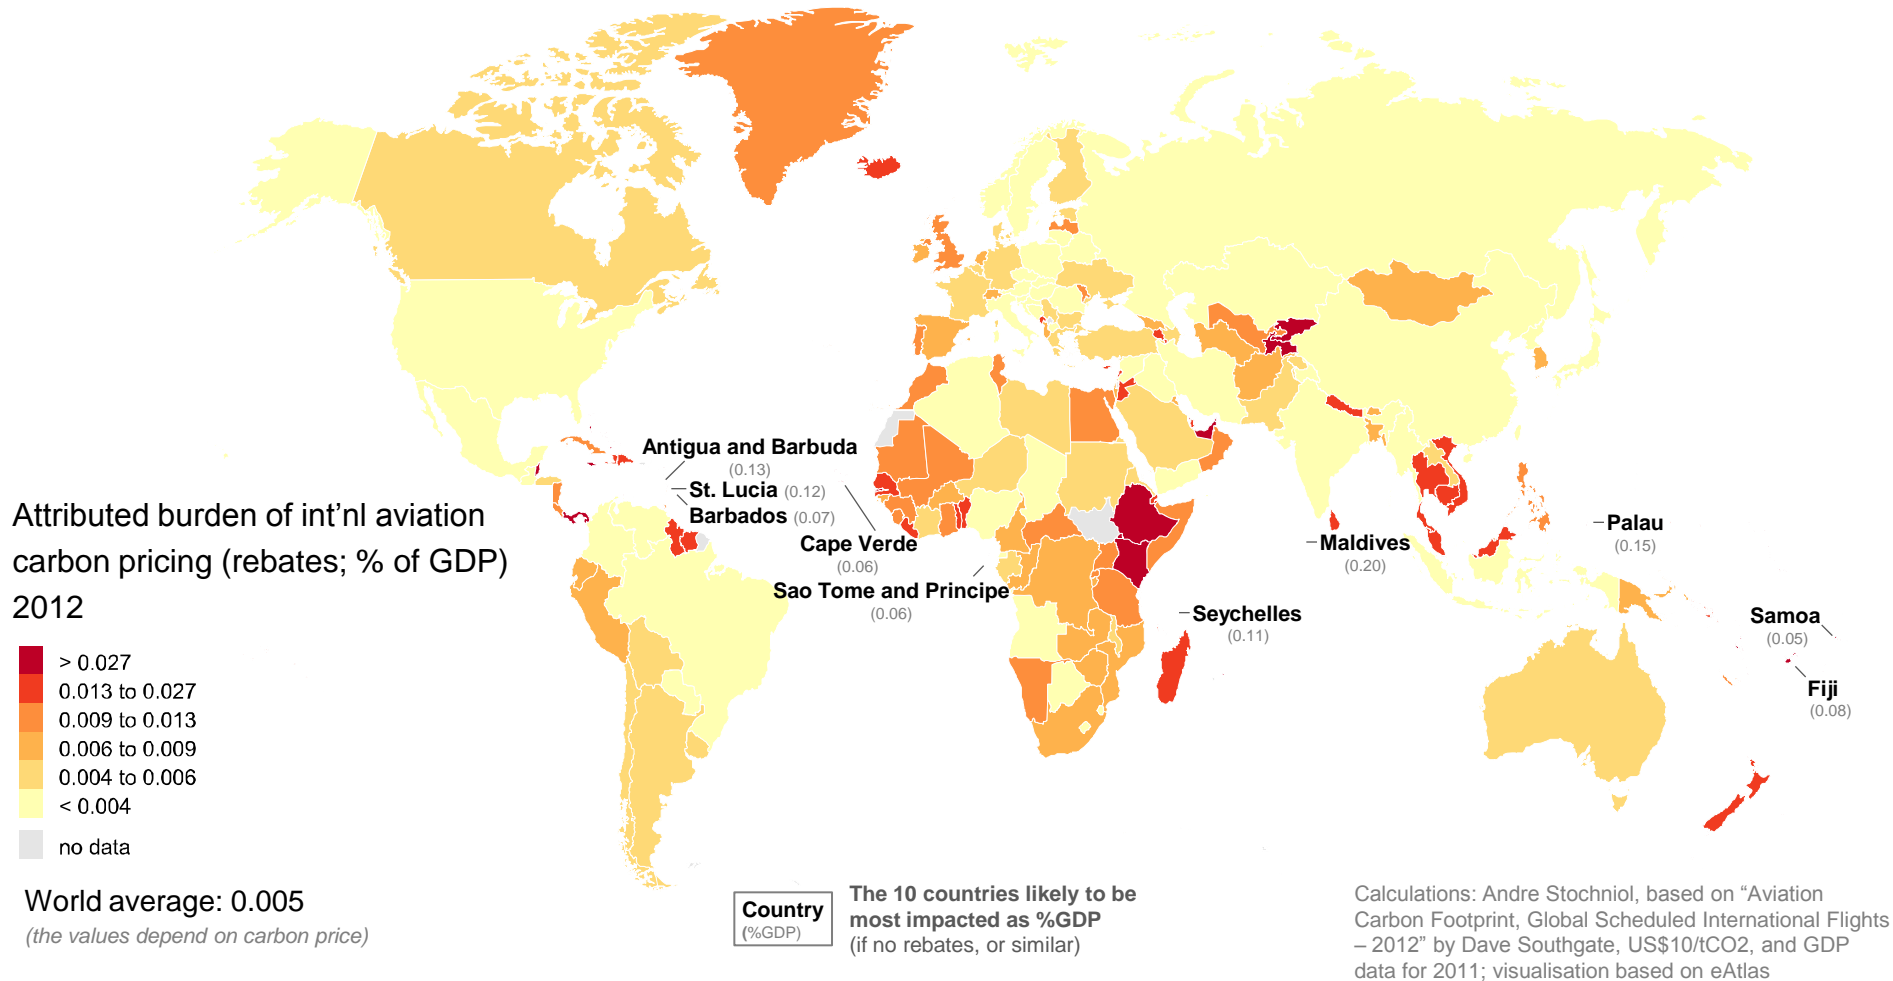 Antigua and Barbuda
(0.13)
St. Lucia (0.12)
Barbados (0.07)
Cape Verde
(0.06)
Sao Tome and Principe
(0.06)
Maldives
(0.20)
Palau
(0.15)
Seychelles
(0.11)
Samoa
(0.05)
Fiji
(0.08)
Attributed burden of int'nl aviation
carbon pricing (rebates; % of GDP)
2012
> 0.027
0.013 to 0.027
0.009 to 0.013
0.006 to 0.009
0.004 to 0.006
< 0.004
no data
World average: 0.005
(the values depend on carbon price)
Country
(%GDP)
The 10 countries likely to be
most impacted as %GDP
(if no rebates, or similar)
Calculations: Andre Stochniol, based on “Aviation
Carbon Footprint, Global Scheduled International Flights
– 2012” by Dave Southgate, US$10/tCO2, and GDP
data for 2011; visualisation based on eAtlas